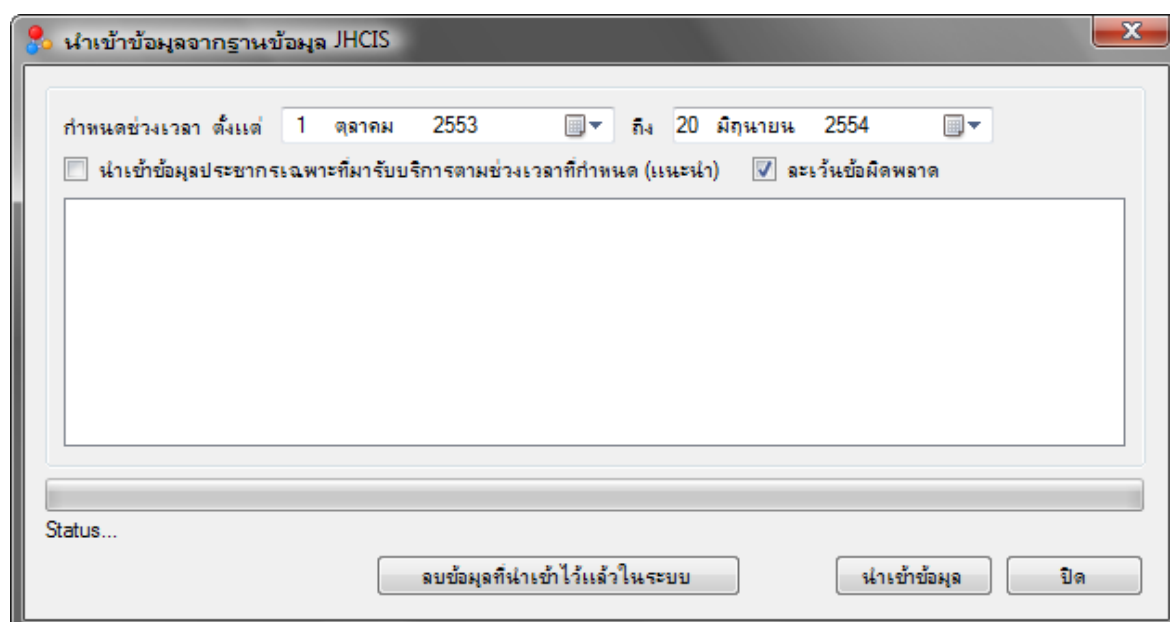 นำเข้าข้อมูลจากฐานข้อมูล JHCIS
กำหนดช่วงเวลา ตั้งแต่ 1 ตุลาคม 2553 ถึง 20 มิถุนายน 2554
นำเข้าข้อมูลประชากรเฉพาะที่มารับบริการตามช่วงเวลาที่กำหนด (แนะนำ) ละเว้นข้อผิดพลาด
Status...
ลบข้อมูลที่นำเข้าไว้แล้วในระบบ นำเข้าข้อมูล ปิด